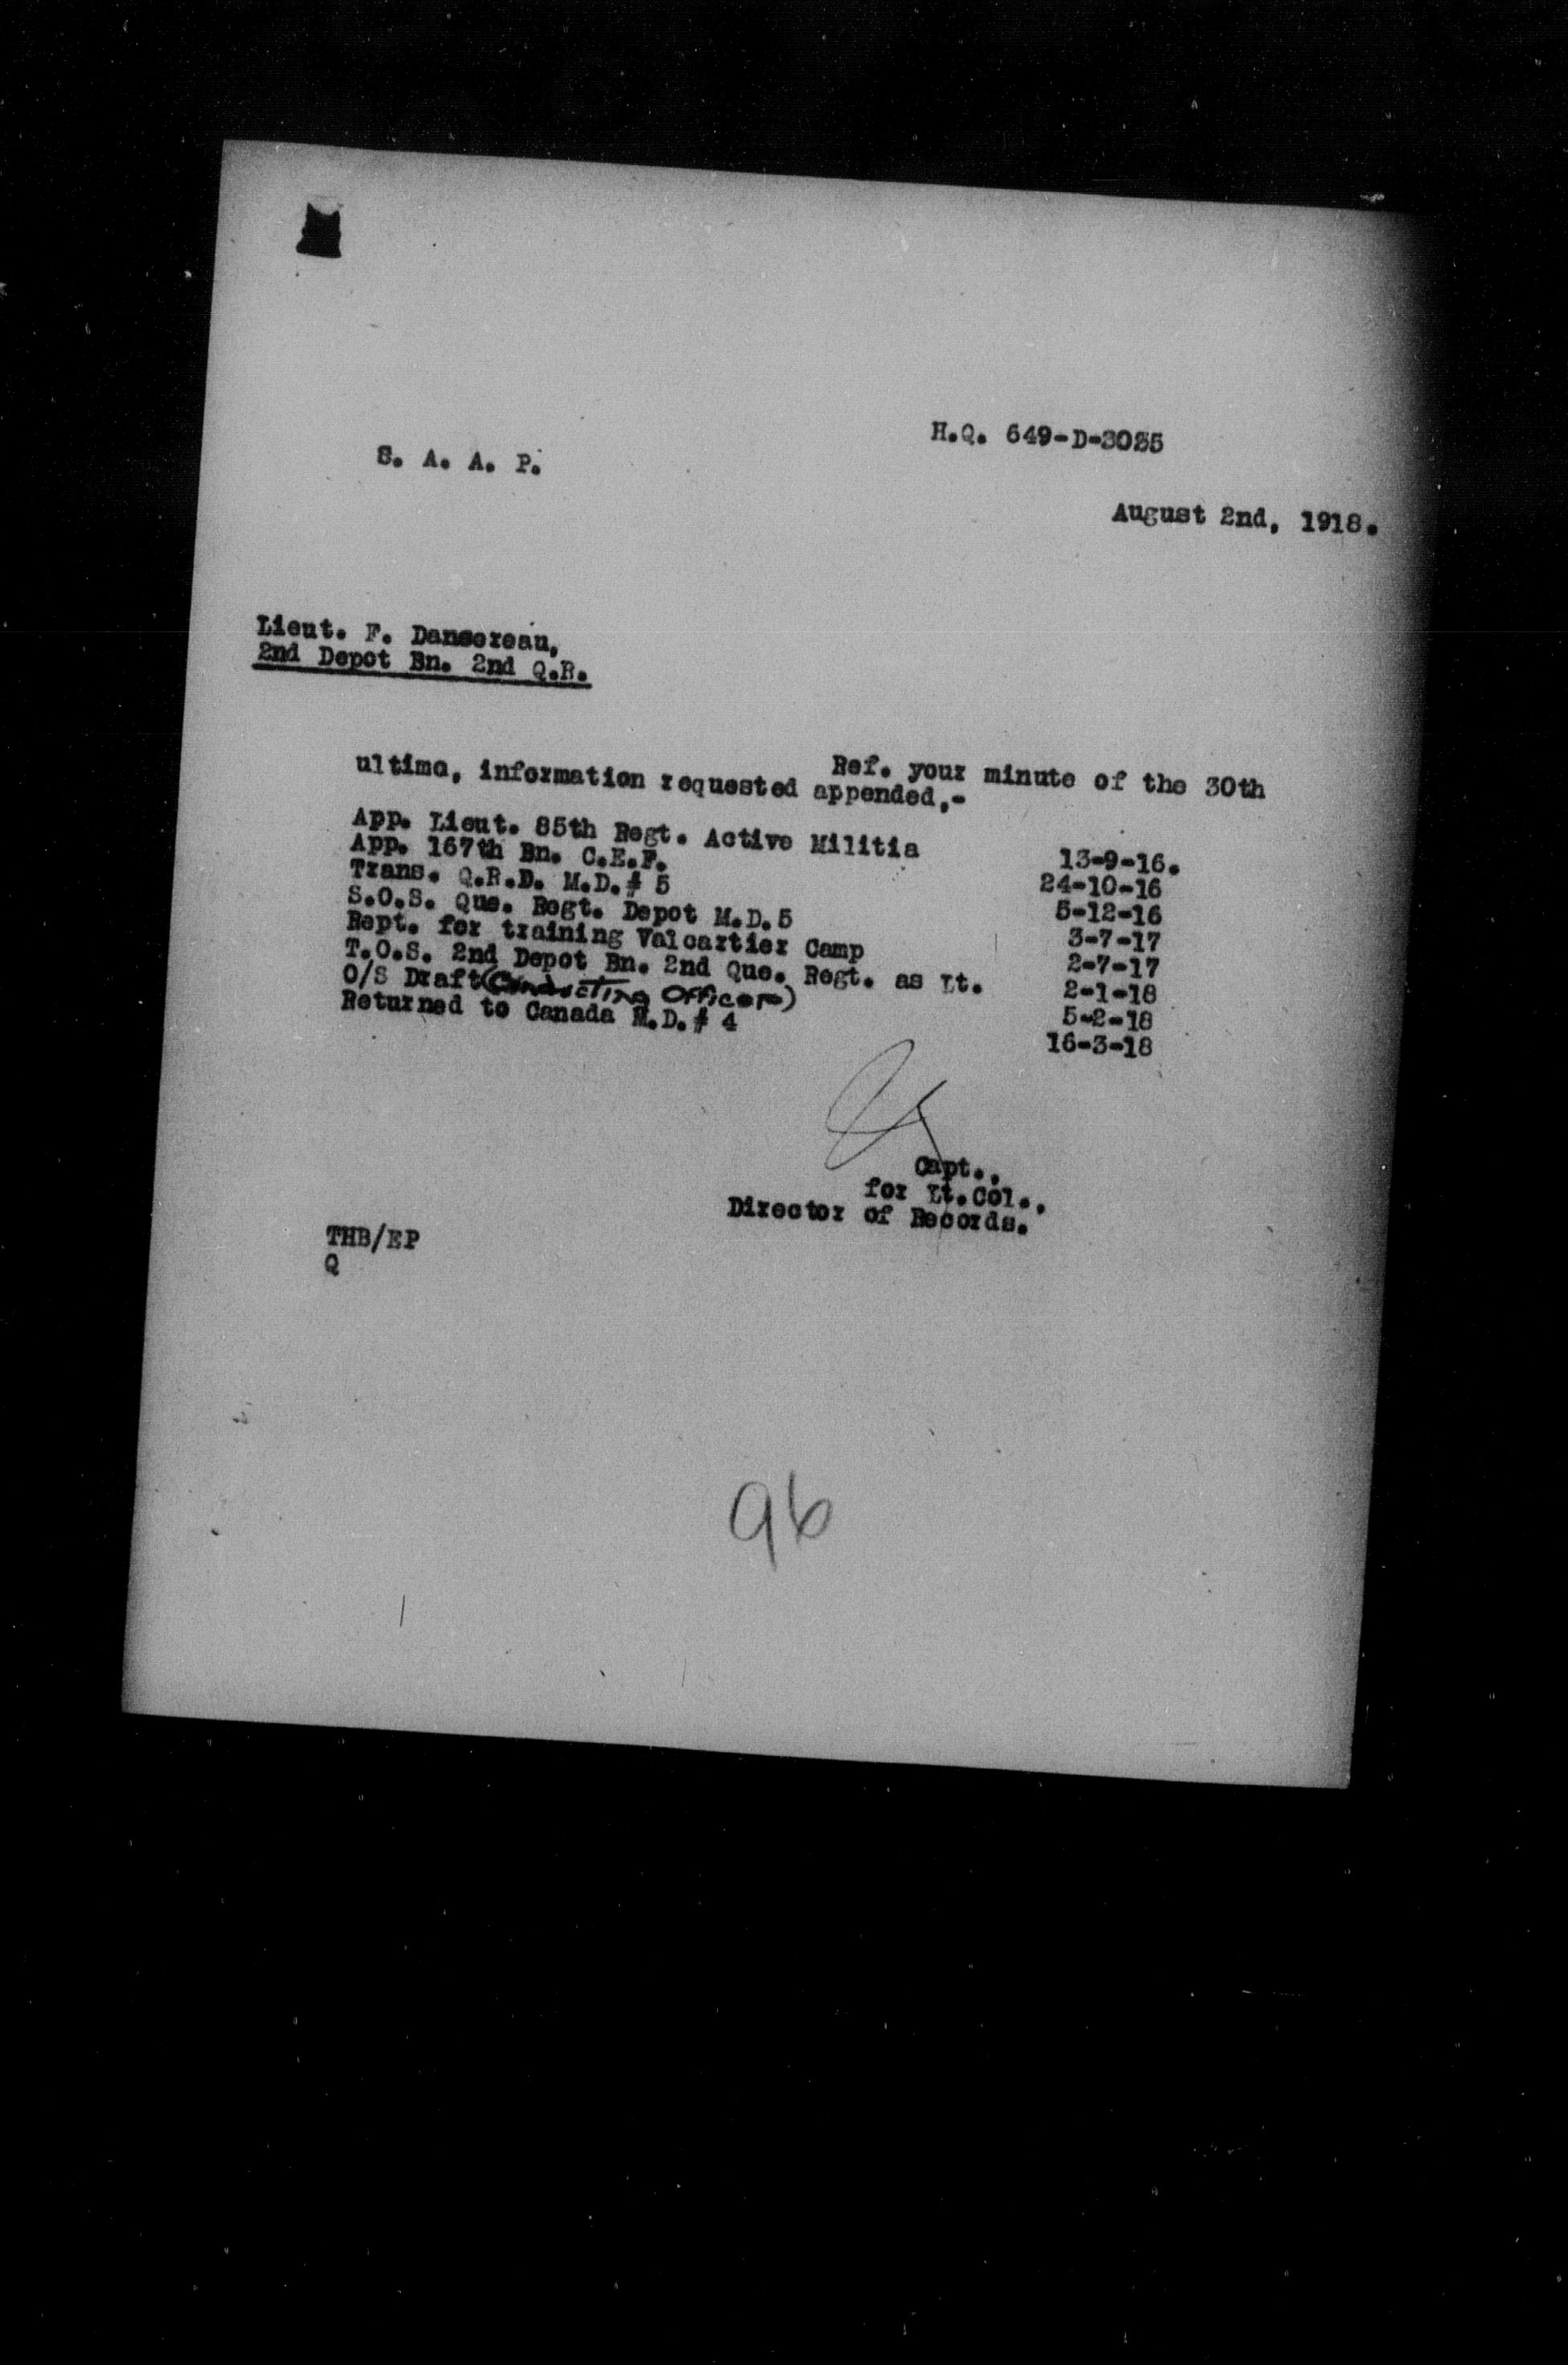 H.Q. 649-D-3035
S. A. A. P.
August 2nd, 1918.
Lieut. F. Dansereau,
2nd Depot Bn. 2nd Q.R.
Ref. your minute of the 30th
ultimo, information requested appended,-
App. Lieut. 85th Regt. Active Militia 13-9-16.
App. 167th Bn. C.E.F. 24-10-16
Trans. Q.R.D. M.D.# 5 5-12-16
S.O.S. Que. Regt. Depot M.D.5 3-7-17
Rept. for training Valcartier Camp 2-7-17
T.O.S. 2nd Depot Bn. 2nd Que. Regt. as Lt. 2-1-18
O/S Draft (Conducting Officer) 5-2-18
Returned to Canada M.D.# 4 16-3-18
Capt.,
for Lt.Col.,
Director of Records.
THB/EP
Q
96